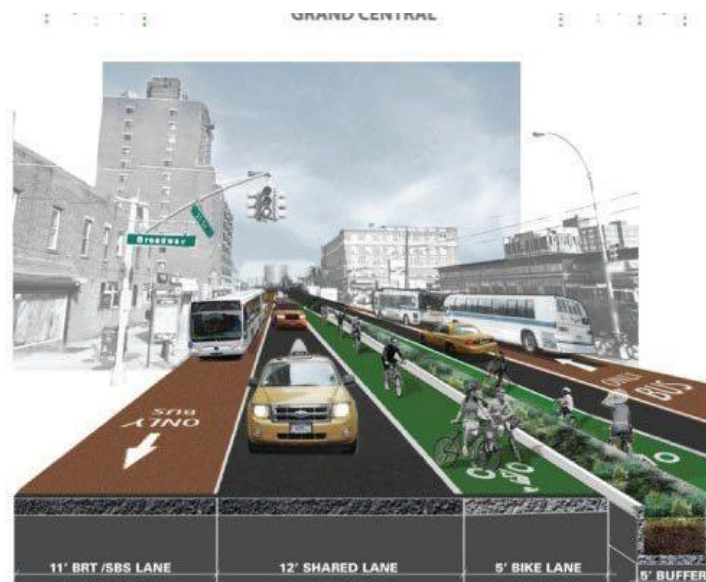 GRAND CENTRAL
Broadway
BUS
ONLY
ONLY
BUS
11' BRT / SBS LANE
12' SHARED LANE
5' BIKE LANE
5' BUFFER